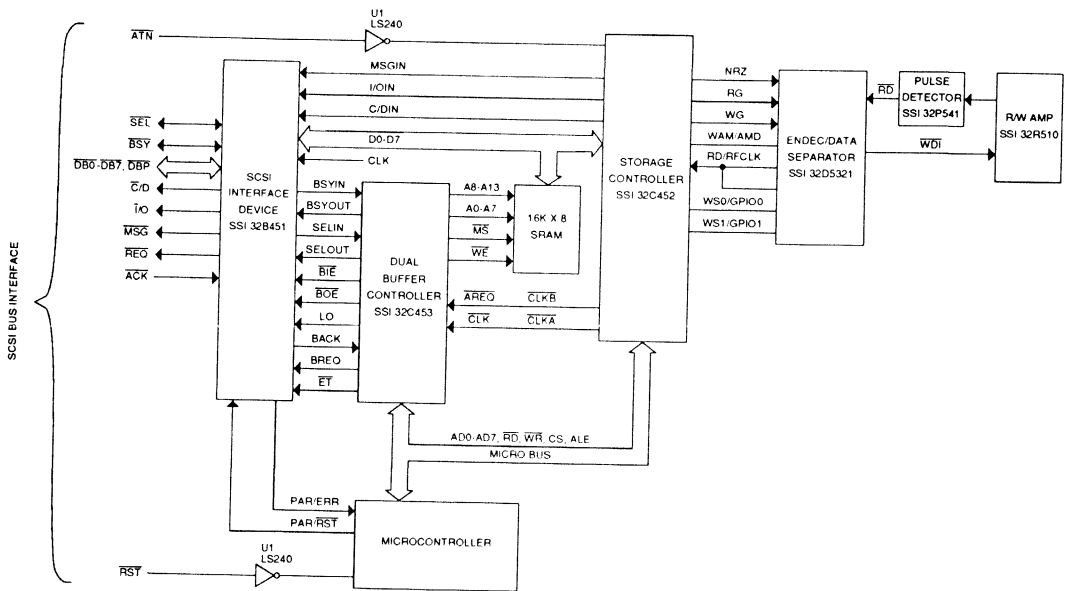 U1
LS240
ATN
MSGIN
I/OIN
C/DIN
D0-D7
CLK
SEL
BSY
DB0-DB7, DBP
C/D
I/O
MSG
REQ
ACK
SCSI BUS INTERFACE
SCSI
INTERFACE
DEVICE
SSI 32B451
BSYIN
BSYOUT
SELIN
SELOUT
BIE
BOE
LO
BACK
BREQ
ET
DUAL
BUFFER
CONTROLLER
SSI 32C453
A8-A13
A0-A7
MS
WE
16K X 8
SRAM
AREQ CLKB
CLK CLKA
STORAGE
CONTROLLER
SSI 32C452
NRZ
RG
WG
WAM/AMD
RD/RFCLK
WS0/GPIO0
WS1/GPIO1
ENDEC/DATA
SEPARATOR
SSI 32D5321
RD
WDI
PULSE
DETECTOR
SSI 32P541
R/W AMP
SSI 32R510
AD0-AD7, RD, WR, CS, ALE
MICRO BUS
PAR/ERR
PAR/RST
MICROCONTROLLER
U1
LS240
RST